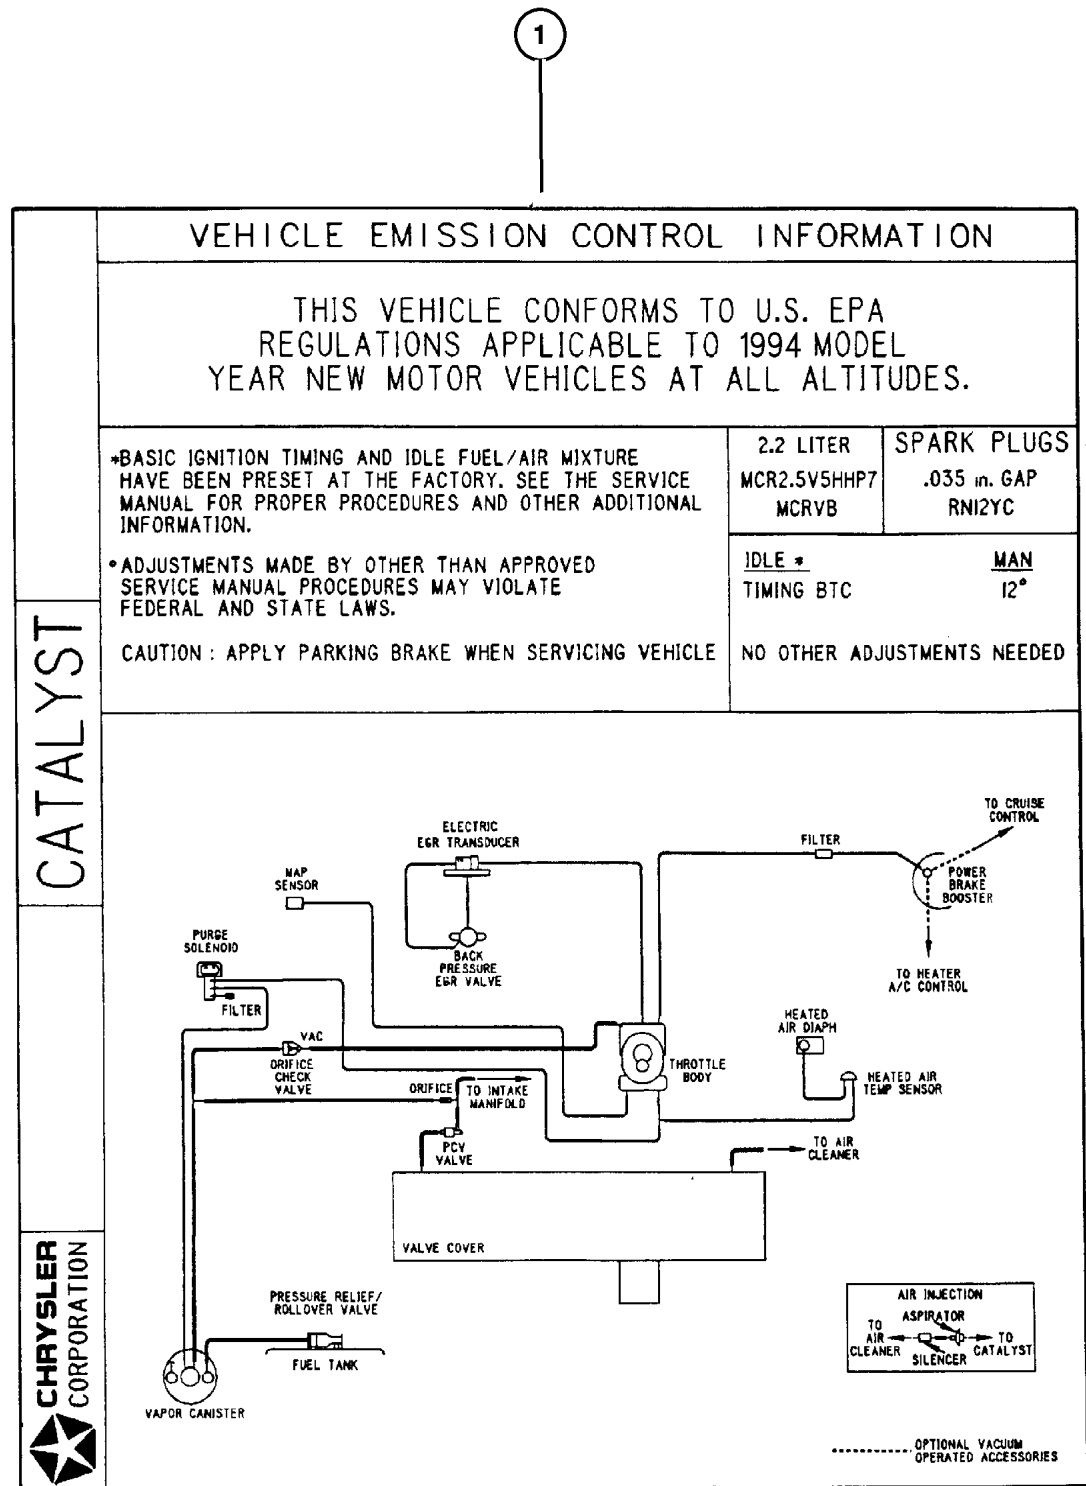 1
VEHICLE EMISSION CONTROL INFORMATION
THIS VEHICLE CONFORMS TO U.S. EPA
REGULATIONS APPLICABLE TO 1994 MODEL
YEAR NEW MOTOR VEHICLES AT ALL ALTITUDES.
*BASIC IGNITION TIMING AND IDLE FUEL/AIR MIXTURE
HAVE BEEN PRESET AT THE FACTORY. SEE THE SERVICE
MANUAL FOR PROPER PROCEDURES AND OTHER ADDITIONAL
INFORMATION.
•ADJUSTMENTS MADE BY OTHER THAN APPROVED
SERVICE MANUAL PROCEDURES MAY VIOLATE
FEDERAL AND STATE LAWS.
CAUTION : APPLY PARKING BRAKE WHEN SERVICING VEHICLE
2.2 LITER
MCR2.5V5HHP7
MCRVB
SPARK PLUGS
.035 in. GAP
RN12YC
IDLE * MAN
TIMING BTC 12°
NO OTHER ADJUSTMENTS NEEDED
CATALYST
CHRYSLER
CORPORATION
TO CRUISE
CONTROL
ELECTRIC
EGR TRANSDUCER
FILTER
MAP
SENSOR
POWER
BRAKE
BOOSTER
PURGE
SOLENOID
BACK
PRESSURE
EGR VALVE
TO HEATER
A/C CONTROL
FILTER
HEATED
AIR DIAPH
VAC
ORIFICE
CHECK
VALVE
THROTTLE
BODY
HEATED AIR
TEMP SENSOR
ORIFICE
TO INTAKE
MANIFOLD
PCV
VALVE
TO AIR
CLEANER
VALVE COVER
PRESSURE RELIEF/
ROLLOVER VALVE
FUEL TANK
VAPOR CANISTER
AIR INJECTION
ASPIRATOR
TO
AIR
CLEANER
SILENCER
TO
CATALYST
OPTIONAL VACUUM
OPERATED ACCESSORIES